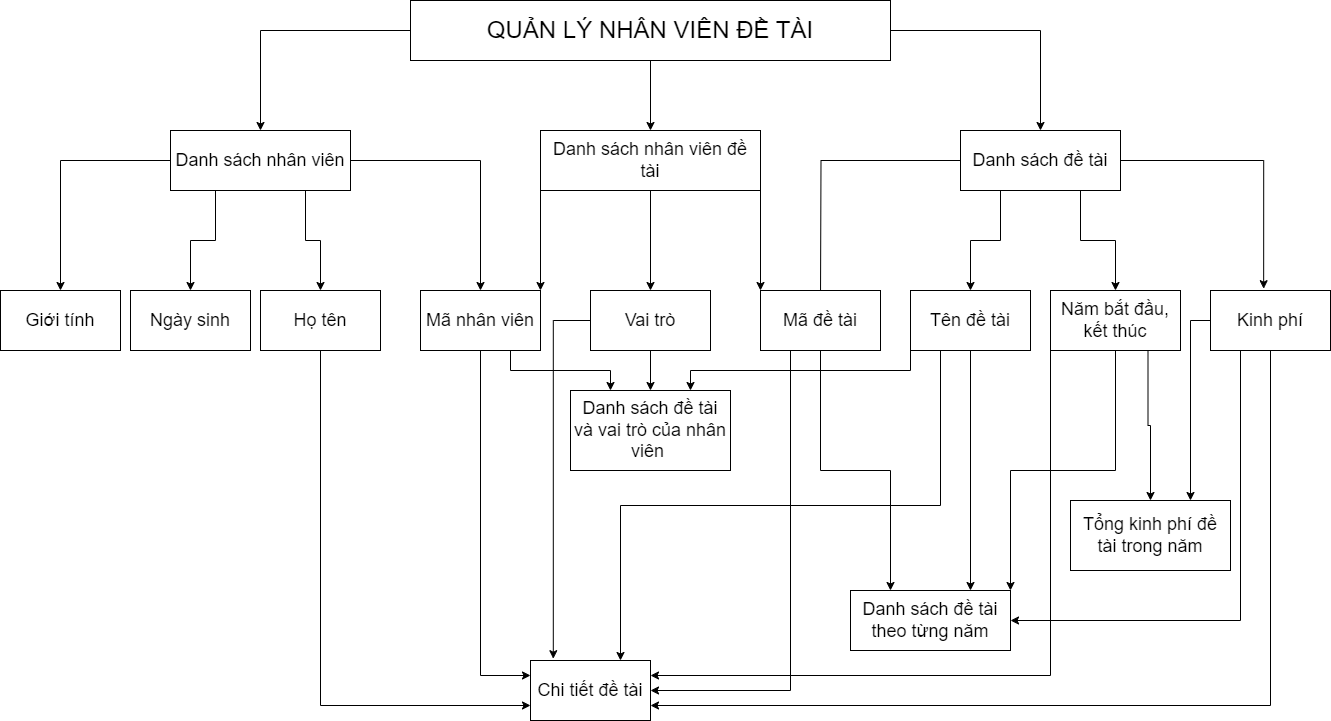 QUẢN LÝ NHÂN VIÊN ĐỀ TÀI
Danh sách nhân viên
Danh sách nhân viên đề
tài
Danh sách đề tài
Giới tính
Ngày sinh
Họ tên
Mã nhân viên
Vai trò
Mã đề tài
Tên đề tài
Năm bắt đầu,
kết thúc
Kinh phí
Danh sách đề tài
và vai trò của nhân
viên
Tổng kinh phí đề
tài trong năm
Danh sách đề tài
theo từng năm
Chi tiết đề tài